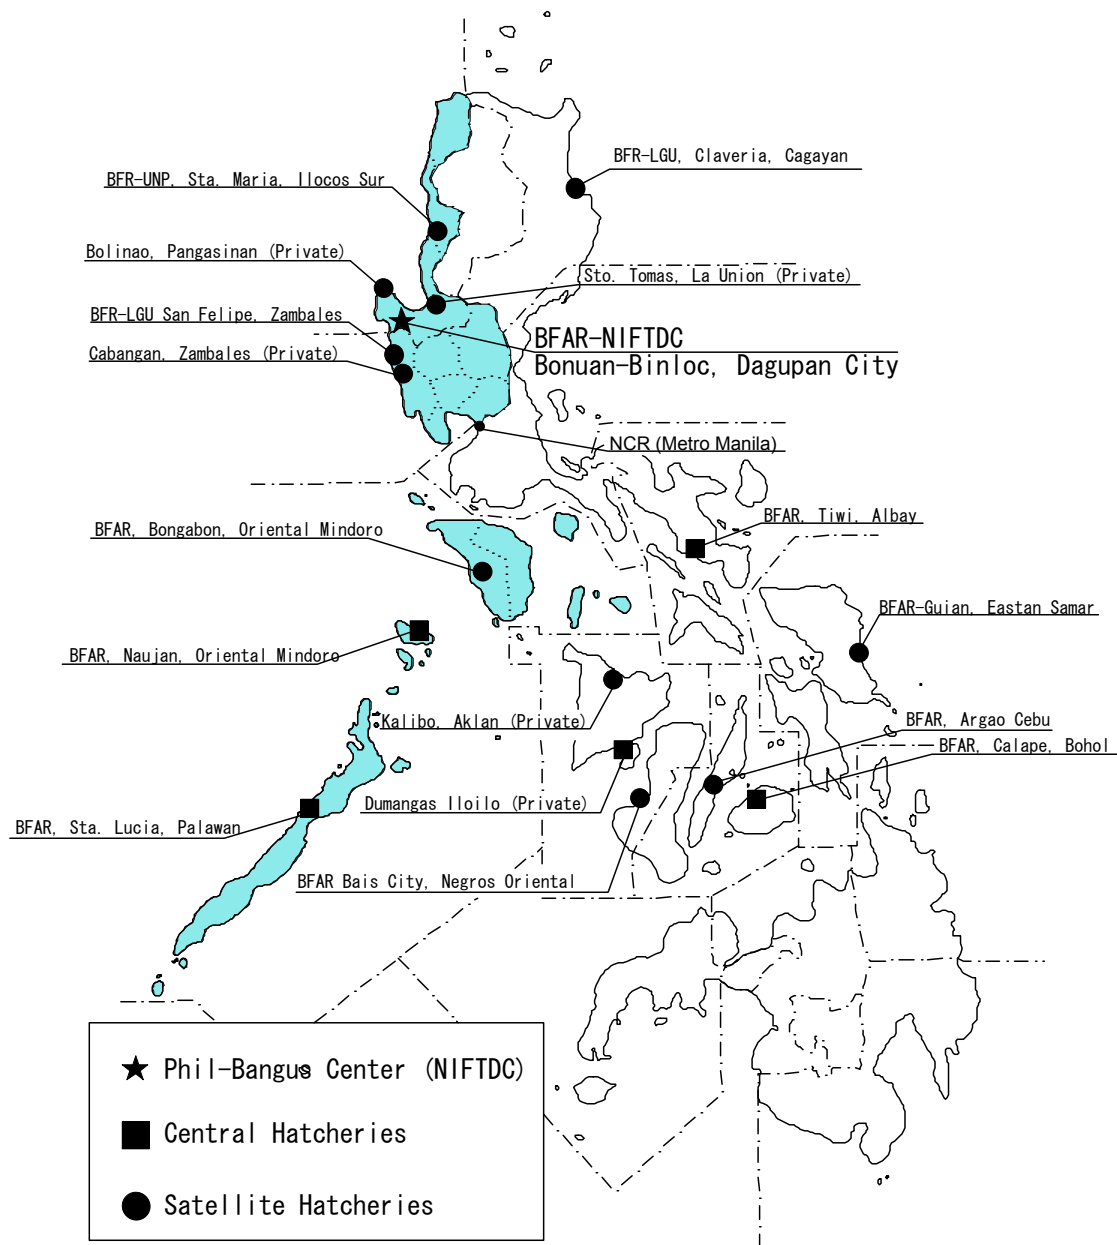 BFR-LGU, Claveria, Cagayan
BFR-UNP, Sta. Maria, Ilocos Sur
Bolinao, Pangasinan (Private)
Sto. Tomas, La Union (Private)
BFR-LGU San Felipe, Zambales
BFAR-NIFTDC
Cabangan, Zambales (Private)
Bonuan-Binloc, Dagupan City
NCR (Metro Manila)
BFAR, Tiwi, Albay
BFAR, Bongabon, Oriental Mindoro
BFAR-Guian, Eastan Samar
BFAR, Naujan, Oriental Mindoro
Kalibo, Aklan (Private)
BFAR, Argao Cebu
BFAR, Calape, Bohol
Dumangas Iloilo (Private)
BFAR, Sta. Lucia, Palawan
BFAR Bais City, Negros Oriental
Phil-Bangus Center (NIFTDC)
Central Hatcheries
Satellite Hatcheries